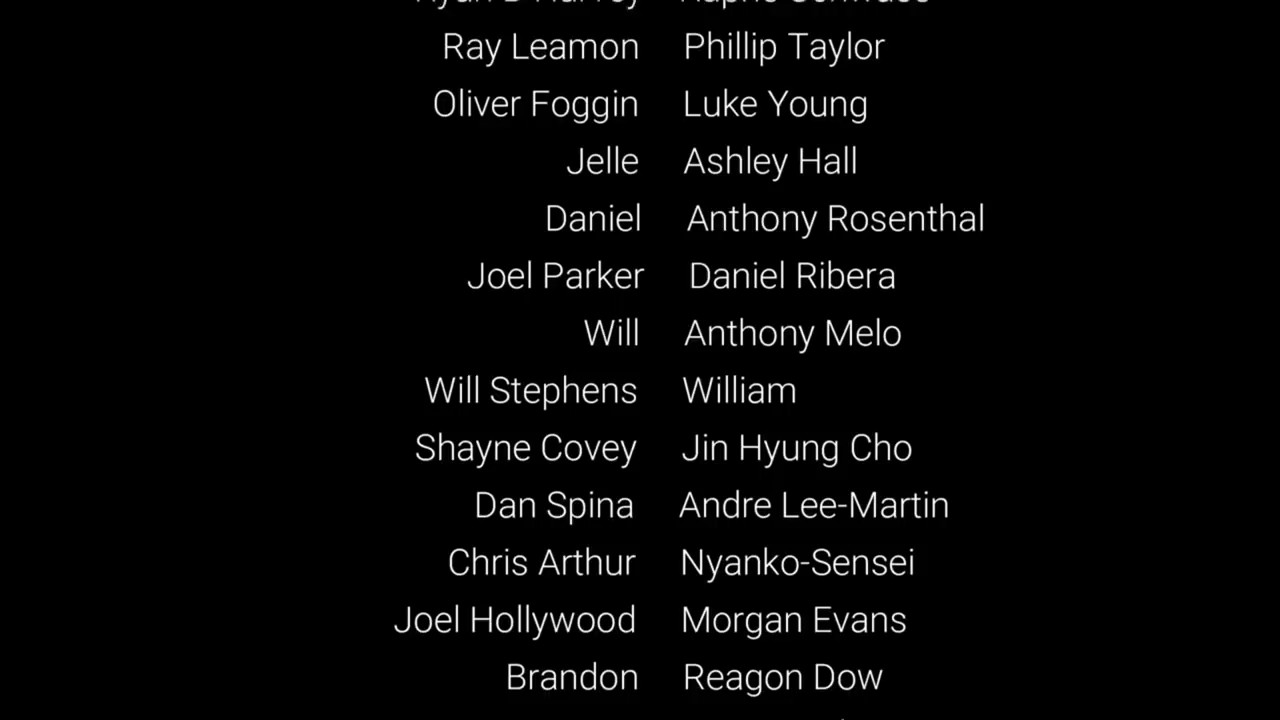 Ray Leamon Phillip Taylor
Oliver Foggin Luke Young
Jelle Ashley Hall
Daniel Anthony Rosenthal
Joel Parker Daniel Ribera
Will Anthony Melo
Will Stephens William
Shayne Covey Jin Hyung Cho
Dan Spina Andre Lee-Martin
Chris Arthur Nyanko-Sensei
Joel Hollywood Morgan Evans
Brandon Reagon Dow